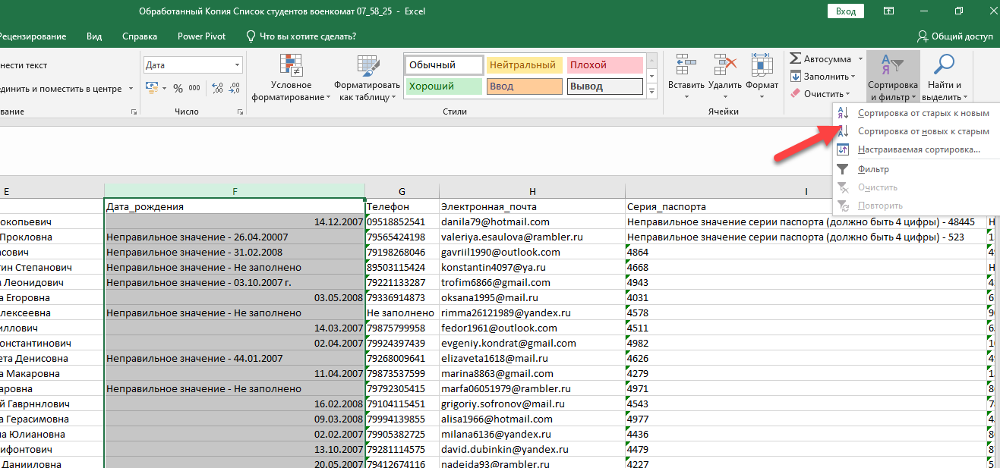 Обработанный Копия Список студентов военкомат 07_58_25 - Excel
Вход
Рецензирование Вид Справка Power Pivot Что вы хотите сделать? Общий доступ
нести текст
Дата
Условное форматирование
Форматировать как таблицу
Обычный Нейтральный Плохой
Хороший Ввод Вывод
Вставить Удалить Формат
Автосумма
Заполнить
Очистить
Сортировка и фильтр
Найти и выделить
динить и поместить в центре
% 000
вание Число Стили Ячейки
Сортировка от старых к новым
Сортировка от новых к старым
Настраиваемая сортировка...
Фильтр
Очистить
Повторить
E F G H I
Дата_рождения Телефон Электронная_почта Серия_паспорта
окопьевич 14.12.2007 09518852541 danila79@hotmail.com Неправильное значение серии паспорта (должно быть 4 цифры) - 48445 Н
Прокловна Неправильное значение - 26.04.20007 79565424198 valeriya.esaulova@rambler.ru Неправильное значение серии паспорта (должно быть 4 цифры) - 523 1
асович Неправильное значение - 31.02.2008 79198268046 gavriil1990@outlook.com 4864 4
тин Степанович Неправильное значение - Не заполнено 89503115424 konstantin4097@ya.ru 4668 Н
м Леонидович Неправильное значение - 03.10.2007 г. 79221133287 trofim6866@gmail.com 4943 4
а Егоровна 03.05.2008 79336914873 oksana1995@mail.ru 4031 6
лексеевна Неправильное значение - Не заполнено Не заполнено rimma26121989@yandex.ru 4578 9
иллович 14.03.2007 79875799958 fedor1961@outlook.com 4511 6
онстантинович 02.04.2007 79924397439 evgeniy.kondrat@gmail.com 4982 1
ета Денисовна Неправильное значение - 44.01.2007 79268009641 elizaveta1618@mail.ru 4626 4
а Макаровна 11.04.2007 79873537599 marina8863@gmail.com 4279 1
аровна Неправильное значение - Не заполнено 79792305415 marfa06051979@rambler.ru 4971 8
й Гаврннлович 16.02.2008 79104115451 grigoriy.sofronov@mail.ru 4543 7
а Герасимовна 09.03.2008 79994139855 alisa1966@hotmail.com 4977 4
на Юлиановна 02.02.2007 79905382725 milana6136@yandex.ru 4436 8
ифонтович 13.10.2007 79281114575 david.dubinkin@yandex.ru 4479 8
Данииловна 20.05.2007 79412674116 nadejda93@rambler.ru 4227 5